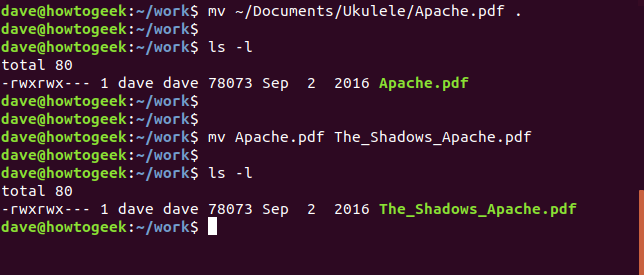 dave@howtogeek:~/work$ mv ~/Documents/Ukulele/Apache.pdf .
dave@howtogeek:~/work$
dave@howtogeek:~/work$ ls -l
total 80
-rwxrwx--- 1 dave dave 78073 Sep  2  2016 Apache.pdf
dave@howtogeek:~/work$
dave@howtogeek:~/work$ mv Apache.pdf The_Shadows_Apache.pdf
dave@howtogeek:~/work$
dave@howtogeek:~/work$ ls -l
total 80
-rwxrwx--- 1 dave dave 78073 Sep  2  2016 The_Shadows_Apache.pdf
dave@howtogeek:~/work$